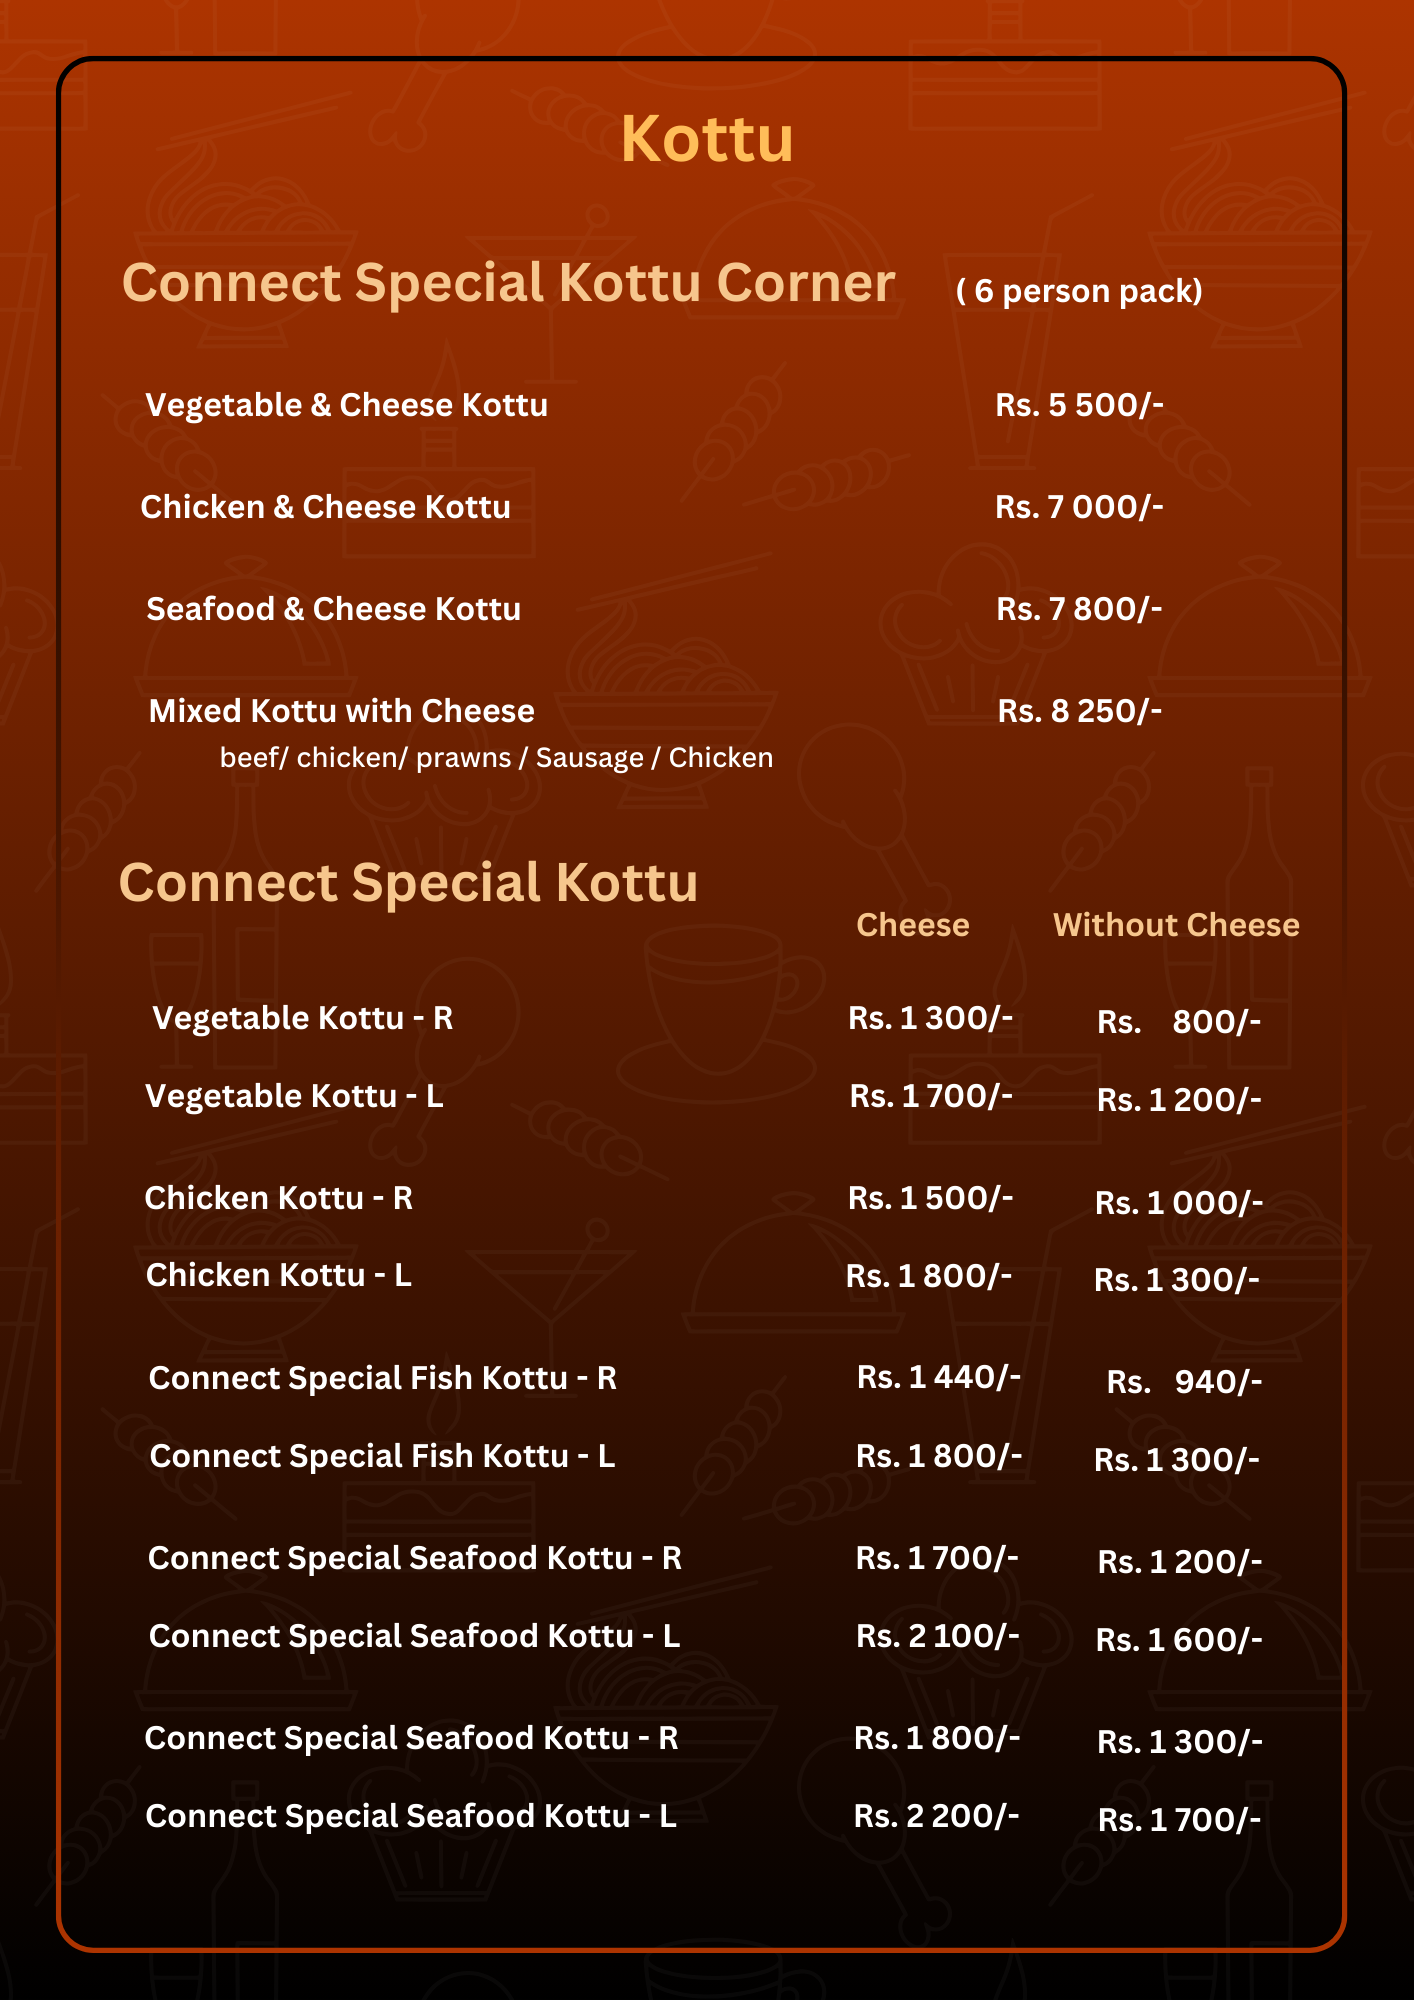 Kottu
Connect Special Kottu Corner ( 6 person pack)
Vegetable & Cheese Kottu Rs. 5 500/-
Chicken & Cheese Kottu Rs. 7 000/-
Seafood & Cheese Kottu Rs. 7 800/-
Mixed Kottu with Cheese Rs. 8 250/-
beef/ chicken/ prawns / Sausage / Chicken
Connect Special Kottu
Cheese Without Cheese
Vegetable Kottu - R Rs. 1 300/- Rs. 800/-
Vegetable Kottu - L Rs. 1 700/- Rs. 1 200/-
Chicken Kottu - R Rs. 1 500/- Rs. 1 000/-
Chicken Kottu - L Rs. 1 800/- Rs. 1 300/-
Connect Special Fish Kottu - R Rs. 1 440/- Rs. 940/-
Connect Special Fish Kottu - L Rs. 1 800/- Rs. 1 300/-
Connect Special Seafood Kottu - R Rs. 1 700/- Rs. 1 200/-
Connect Special Seafood Kottu - L Rs. 2 100/- Rs. 1 600/-
Connect Special Seafood Kottu - R Rs. 1 800/- Rs. 1 300/-
Connect Special Seafood Kottu - L Rs. 2 200/- Rs. 1 700/-